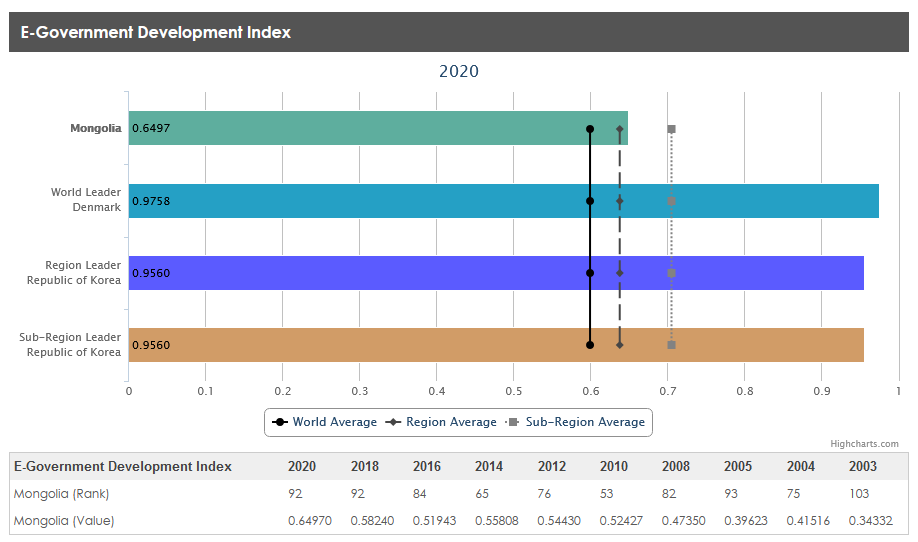 E-Government Development Index
2020
Mongolia
0.6497
World Leader
Denmark
0.9758
Region Leader
Republic of Korea
0.9560
Sub-Region Leader
Republic of Korea
0.9560
0 0.1 0.2 0.3 0.4 0.5 0.6 0.7 0.8 0.9 1
World Average Region Average Sub-Region Average
Highcharts.com
E-Government Development Index 2020 2018 2016 2014 2012 2010 2008 2005 2004 2003
Mongolia (Rank) 92 92 84 65 76 53 82 93 75 103
Mongolia (Value) 0.64970 0.58240 0.51943 0.55808 0.54430 0.52427 0.47350 0.39623 0.41516 0.34332